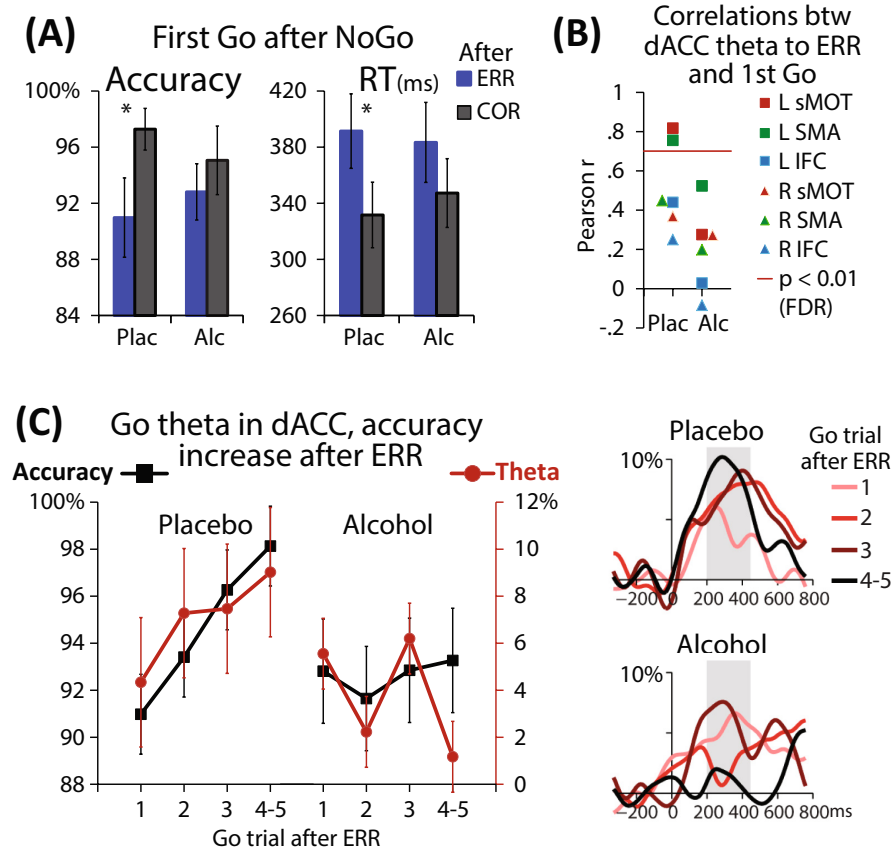 (A)
First Go after NoGo
After
ERR
COR
Accuracy
100%
96
92
88
84
*
Plac
Alc
RT(ms)
420
380
340
300
260
*
Plac
Alc
(B)
Correlations btw
dACC theta to ERR
and 1st Go
Pearson r
1
.8
.6
.4
.2
0
-.2
Plac
Alc
L sMOT
L SMA
L IFC
R sMOT
R SMA
R IFC
p < 0.01
(FDR)
(C)
Go theta in dACC, accuracy
increase after ERR
Accuracy
Theta
100%
98
96
94
92
90
88
Placebo
Alcohol
12%
10
8
6
4
2
0
1 2 3 4-5 1 2 3 4-5
Go trial after ERR
Placebo
10%
−200 0 200 400 600 800
Go trial
after ERR
1
2
3
4-5
Alcohol
10%
−200 0 200 400 600 800ms